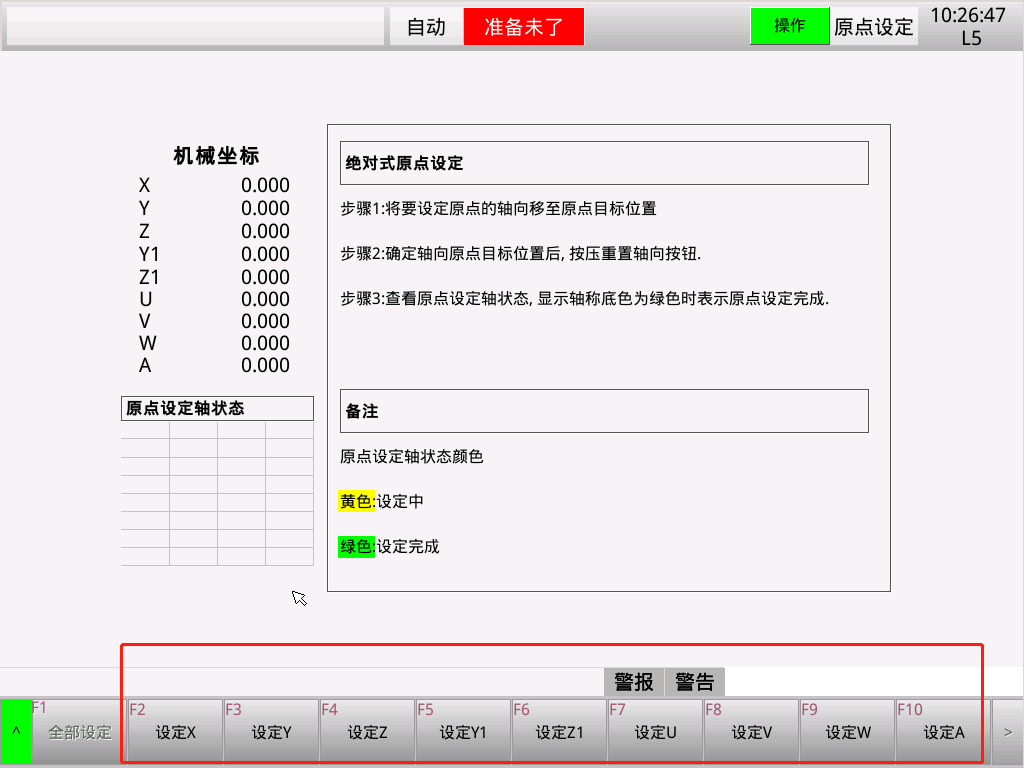 自动
准备未了
操作
原点设定
10:26:47
L5
机械坐标
X 0.000
Y 0.000
Z 0.000
Y1 0.000
Z1 0.000
U 0.000
V 0.000
W 0.000
A 0.000
原点设定轴状态
绝对式原点设定
步骤1:将要设定原点的轴向移至原点目标位置
步骤2:确定轴向原点目标位置后, 按压重置轴向按钮.
步骤3:查看原点设定轴状态, 显示轴称底色为绿色时表示原点设定完成.
备注
原点设定轴状态颜色
黄色:设定中
绿色:设定完成
警报 警告
^
F1 全部设定
F2 设定X
F3 设定Y
F4 设定Z
F5 设定Y1
F6 设定Z1
F7 设定U
F8 设定V
F9 设定W
F10 设定A
>